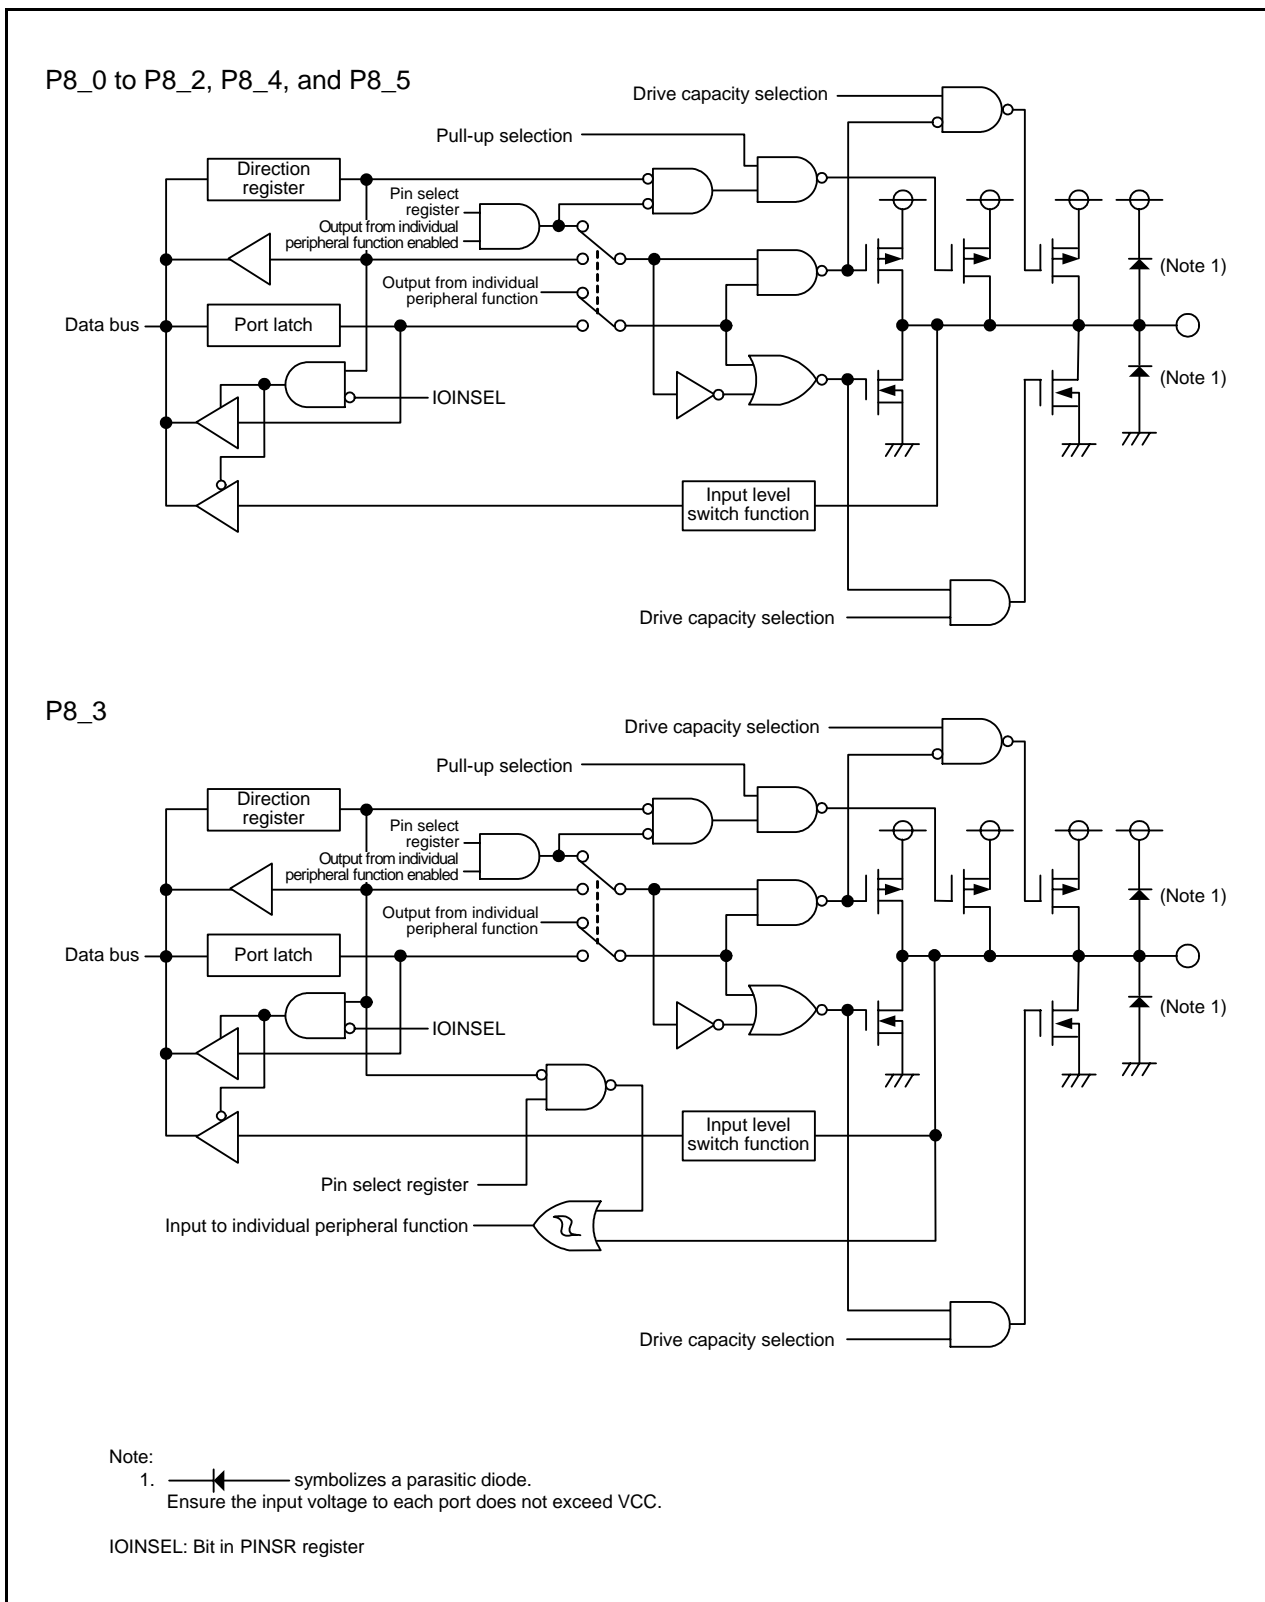 P8_0 to P8_2, P8_4, and P8_5
Drive capacity selection
Pull-up selection
Direction
register
Pin select
register
Output from individual
peripheral function enabled
(Note 1)
Output from individual
peripheral function
Data bus
Port latch
(Note 1)
IOINSEL
Input level
switch function
Drive capacity selection
P8_3
Drive capacity selection
Pull-up selection
Direction
register
Pin select
register
Output from individual
peripheral function enabled
(Note 1)
Output from individual
peripheral function
Data bus
Port latch
(Note 1)
IOINSEL
Input level
switch function
Pin select register
Input to individual peripheral function
Drive capacity selection
Note:
1. symbolizes a parasitic diode.
Ensure the input voltage to each port does not exceed VCC.
IOINSEL: Bit in PINSR register